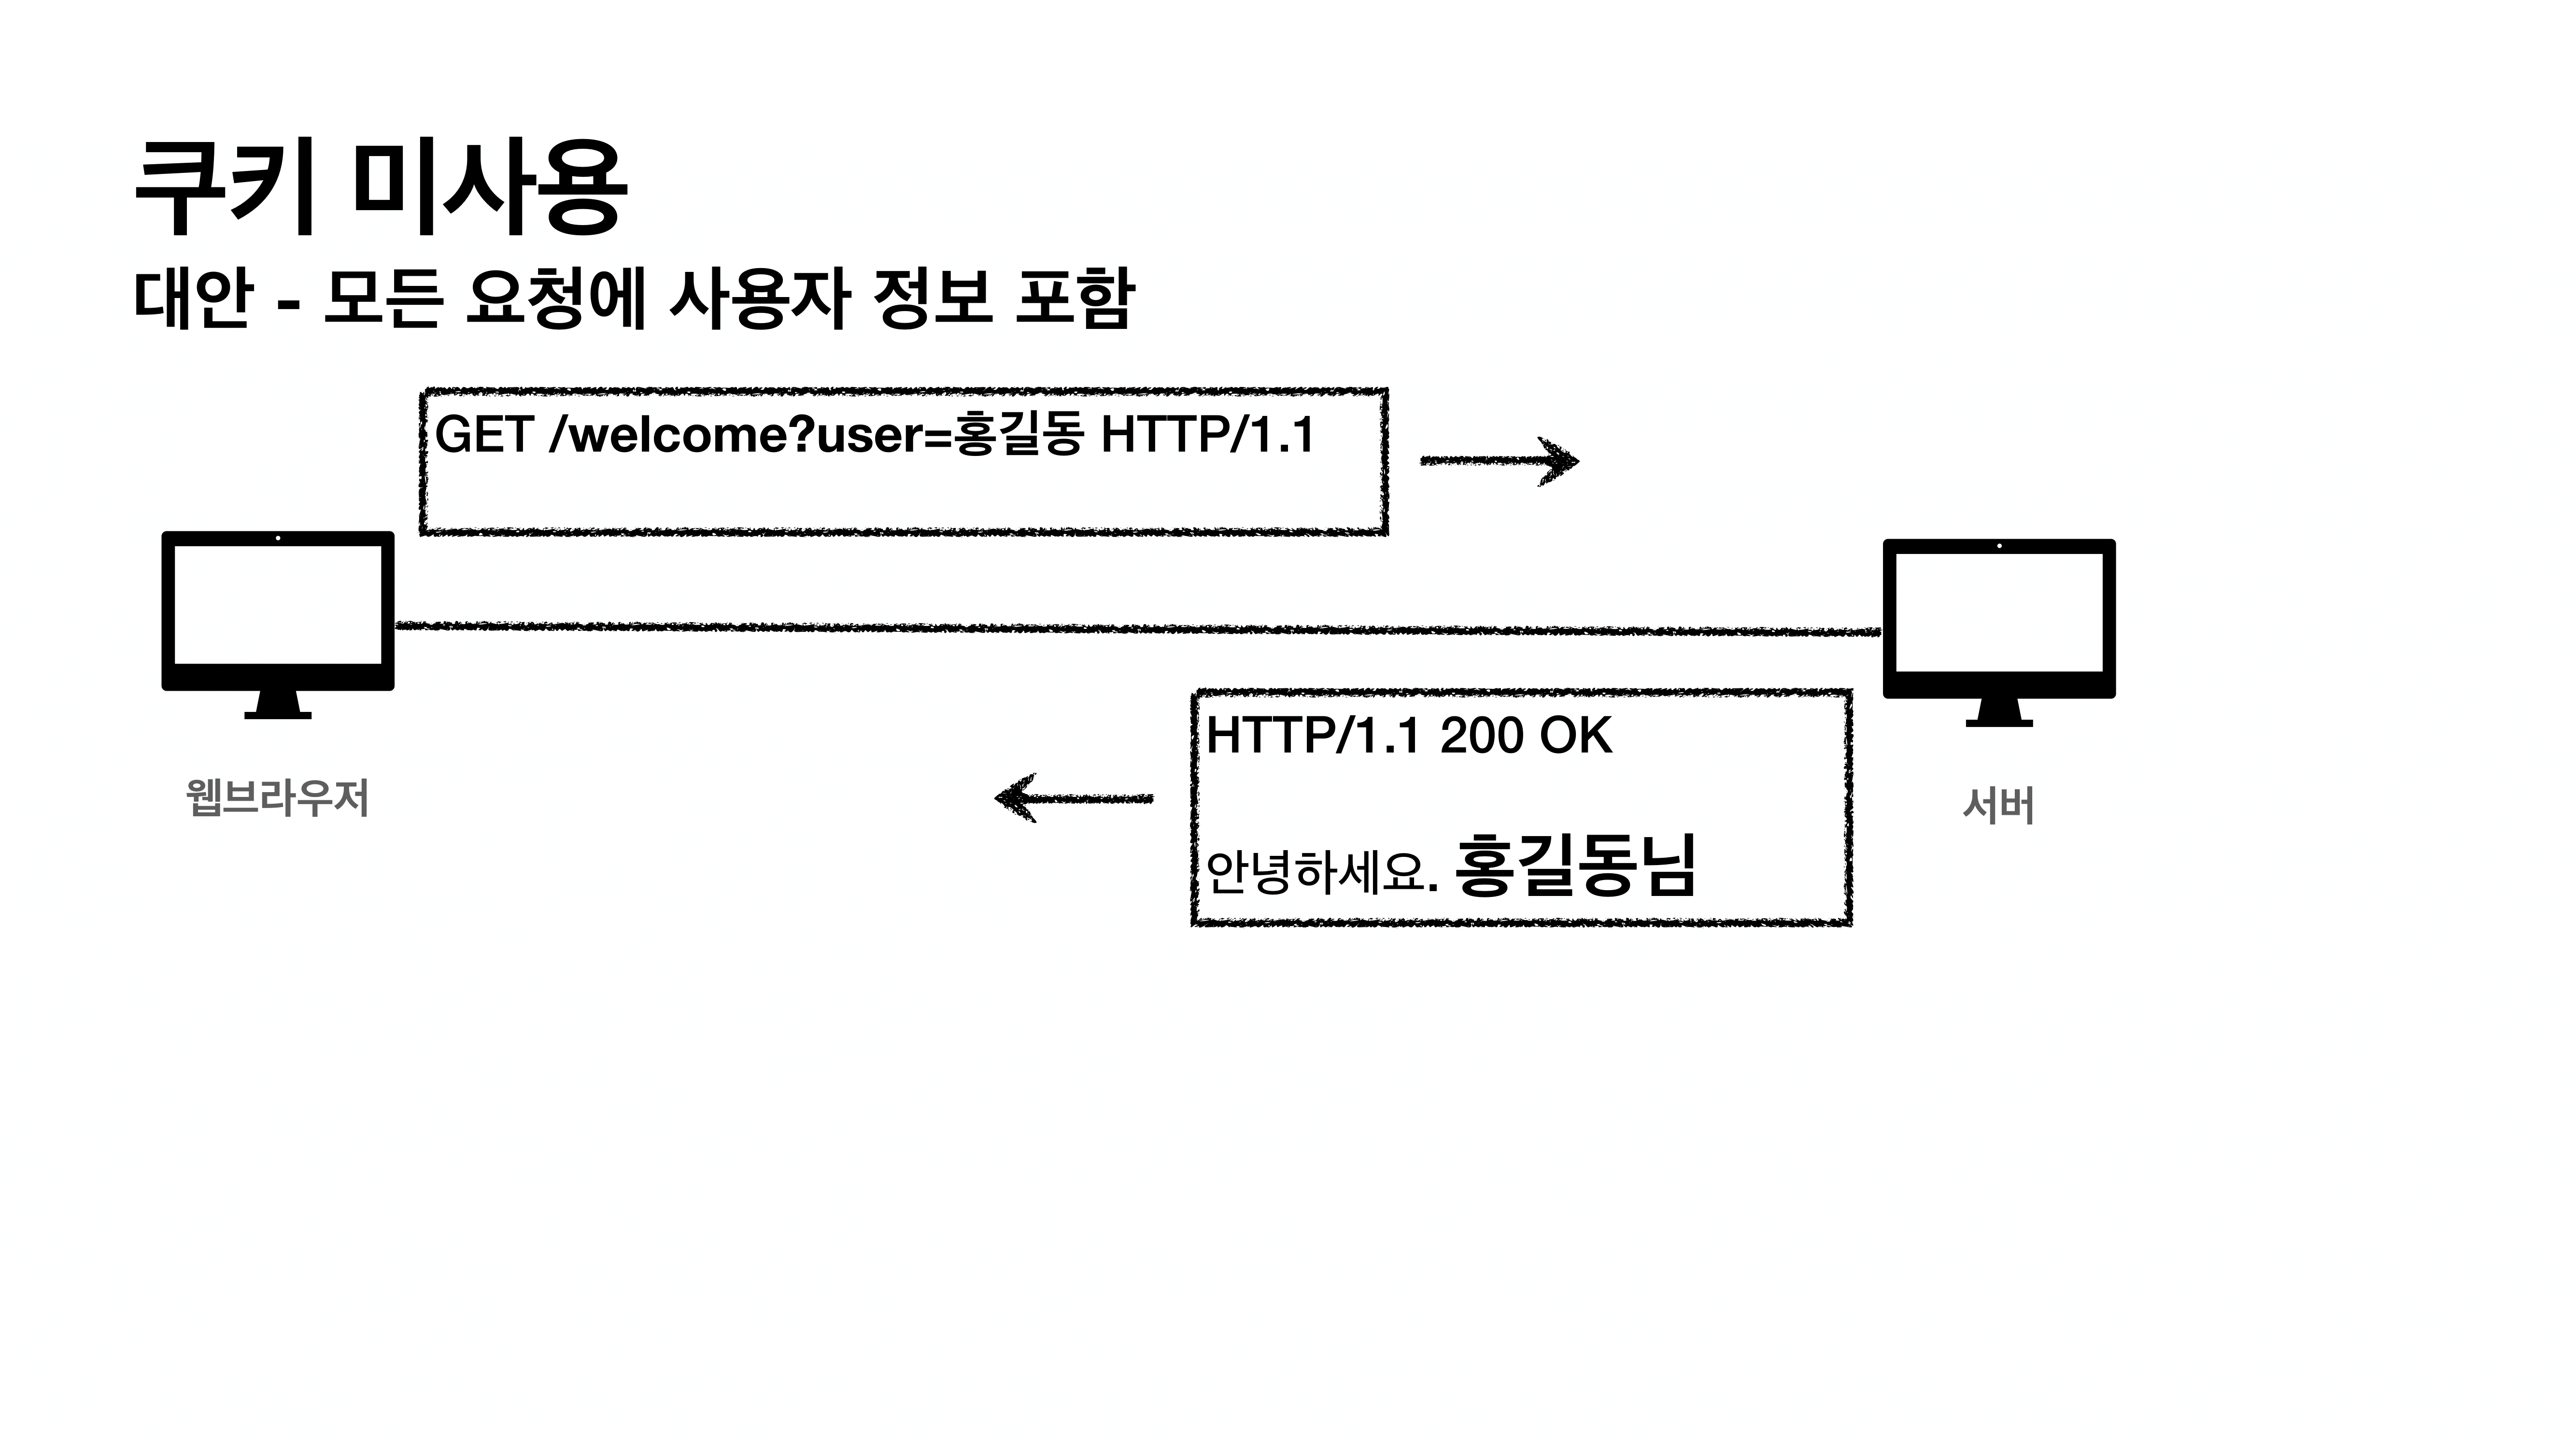 쿠키 미사용
대안 - 모든 요청에 사용자 정보 포함
GET /welcome?user=홍길동 HTTP/1.1
웹브라우저
서버
HTTP/1.1 200 OK
안녕하세요. 홍길동님